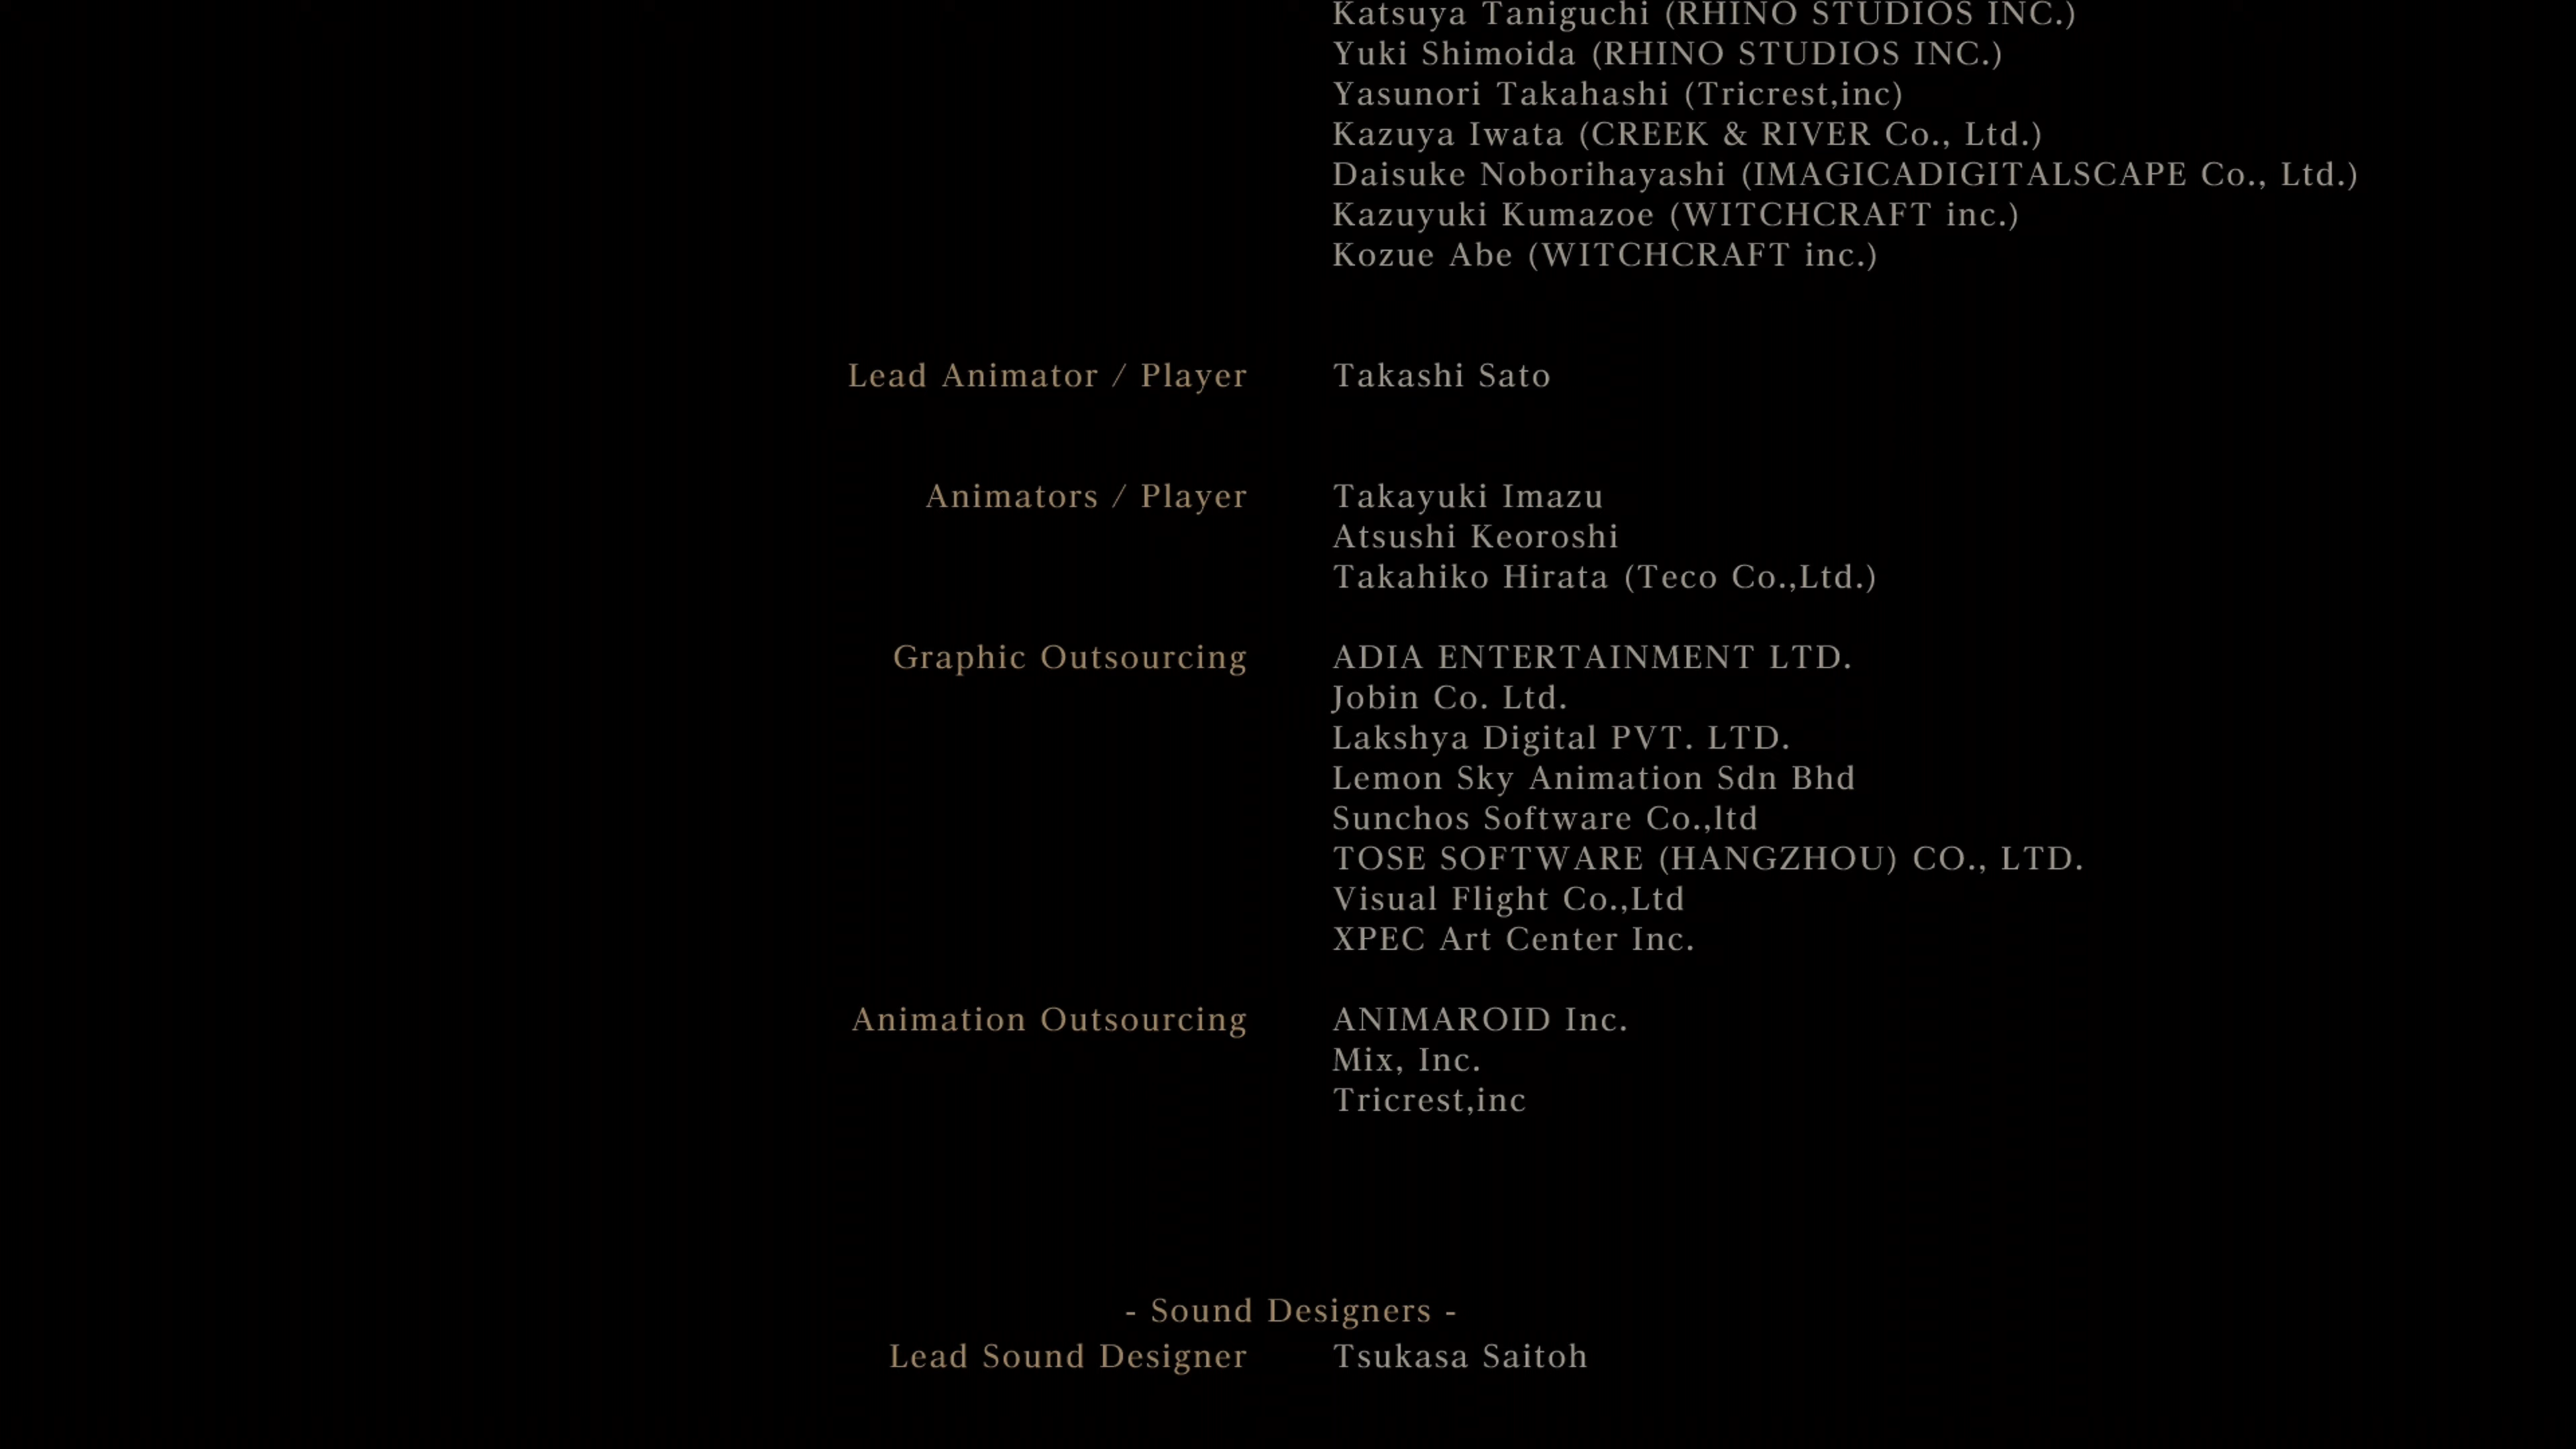 Katsuya Taniguchi (RHINO STUDIOS INC.)
Yuki Shimoida (RHINO STUDIOS INC.)
Yasunori Takahashi (Tricrest,inc)
Kazuya Iwata (CREEK & RIVER Co., Ltd.)
Daisuke Noborihayashi (IMAGICADIGITALSCAPE Co., Ltd.)
Kazuyuki Kumazoe (WITCHCRAFT inc.)
Kozue Abe (WITCHCRAFT inc.)
Lead Animator / Player Takashi Sato
Animators / Player Takayuki Imazu
Atsushi Keoroshi
Takahiko Hirata (Teco Co.,Ltd.)
Graphic Outsourcing ADIA ENTERTAINMENT LTD.
Jobin Co. Ltd.
Lakshya Digital PVT. LTD.
Lemon Sky Animation Sdn Bhd
Sunchos Software Co.,ltd
TOSE SOFTWARE (HANGZHOU) CO., LTD.
Visual Flight Co.,Ltd
XPEC Art Center Inc.
Animation Outsourcing ANIMAROID Inc.
Mix, Inc.
Tricrest,inc
- Sound Designers -
Lead Sound Designer Tsukasa Saitoh